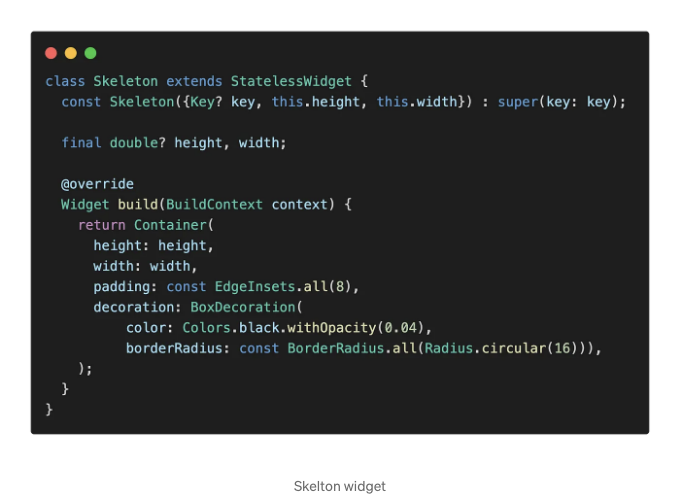 class Skeleton extends StatelessWidget {
  const Skeleton({Key? key, this.height, this.width}) : super(key: key);
  final double? height, width;
  @override
  Widget build(BuildContext context) {
    return Container(
      height: height,
      width: width,
      padding: const EdgeInsets.all(8),
      decoration: BoxDecoration(
          color: Colors.black.withOpacity(0.04),
          borderRadius: const BorderRadius.all(Radius.circular(16))),
    );
  }
}
Skelton widget